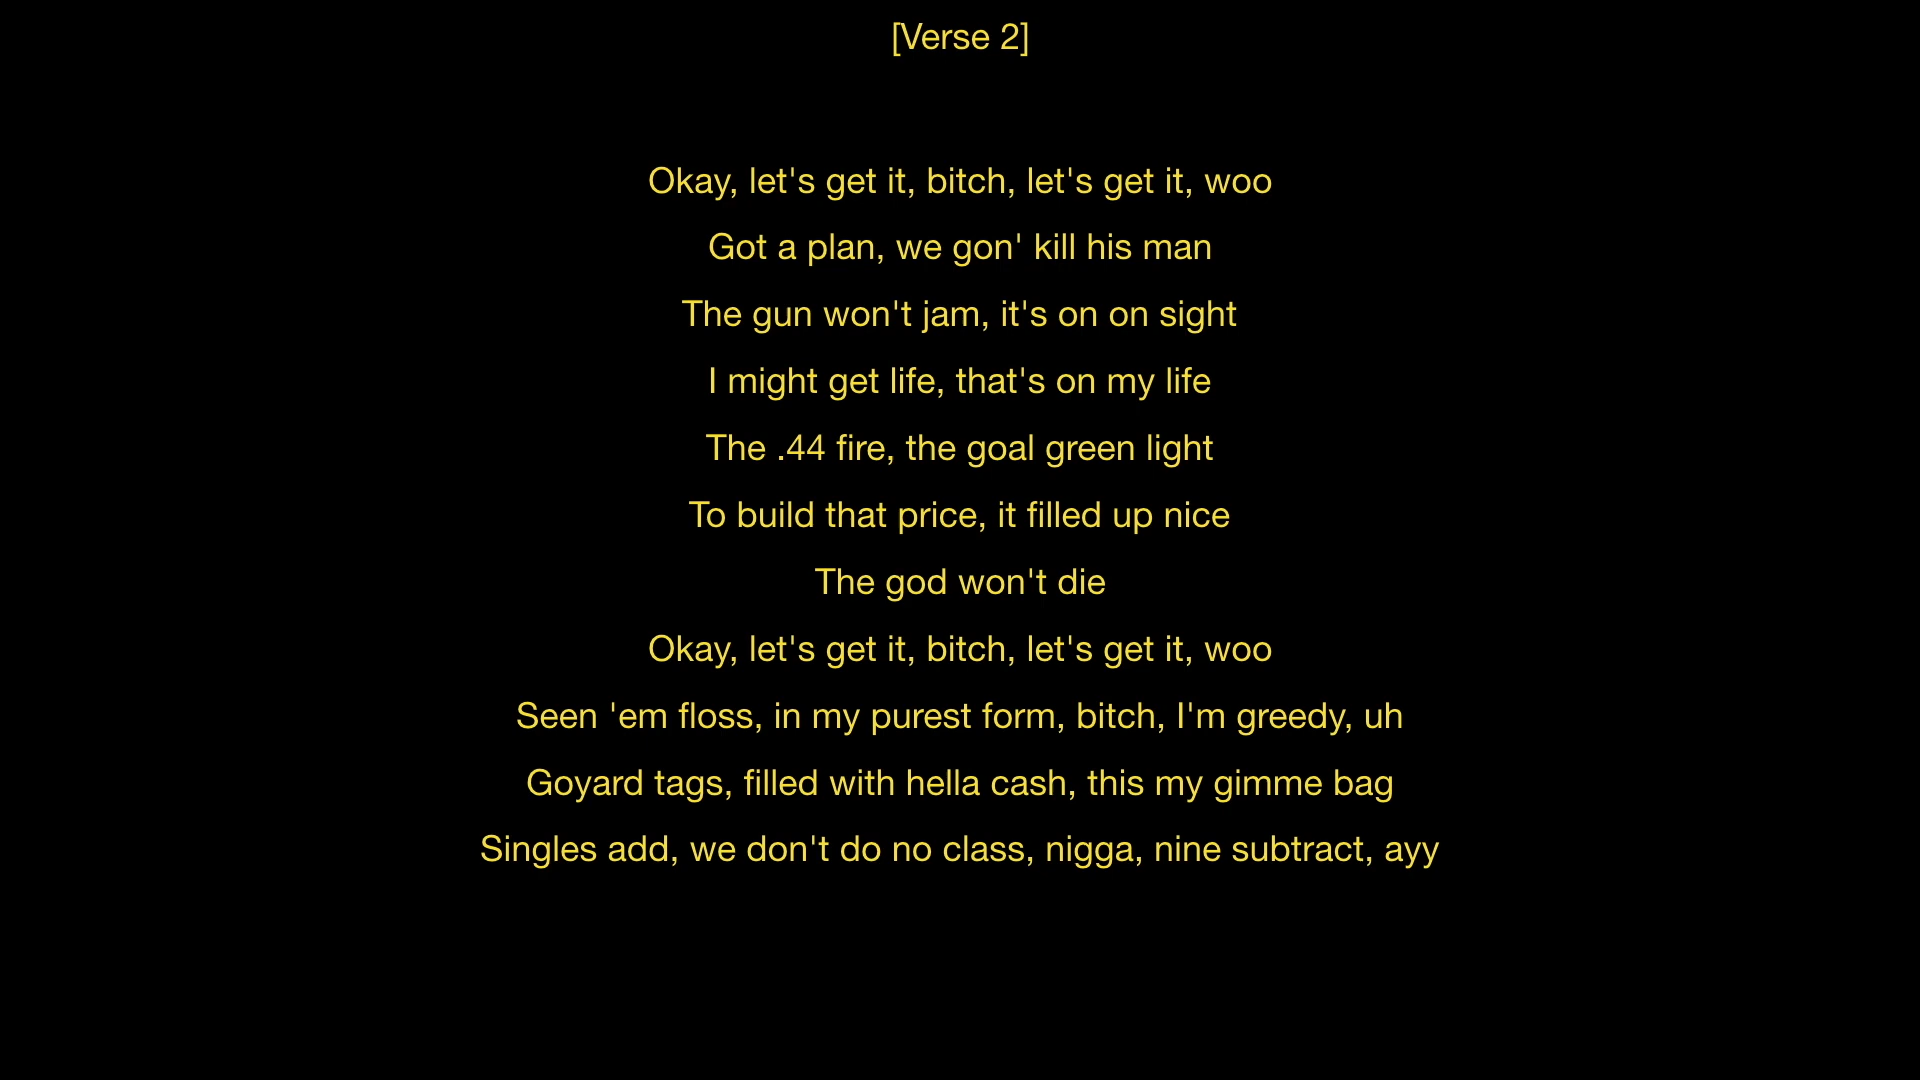 [Verse 2]
Okay, let's get it, bitch, let's get it, woo
Got a plan, we gon' kill his man
The gun won't jam, it's on on sight
I might get life, that's on my life
The .44 fire, the goal green light
To build that price, it filled up nice
The god won't die
Okay, let's get it, bitch, let's get it, woo
Seen 'em floss, in my purest form, bitch, I'm greedy, uh
Goyard tags, filled with hella cash, this my gimme bag
Singles add, we don't do no class, nigga, nine subtract, ayy